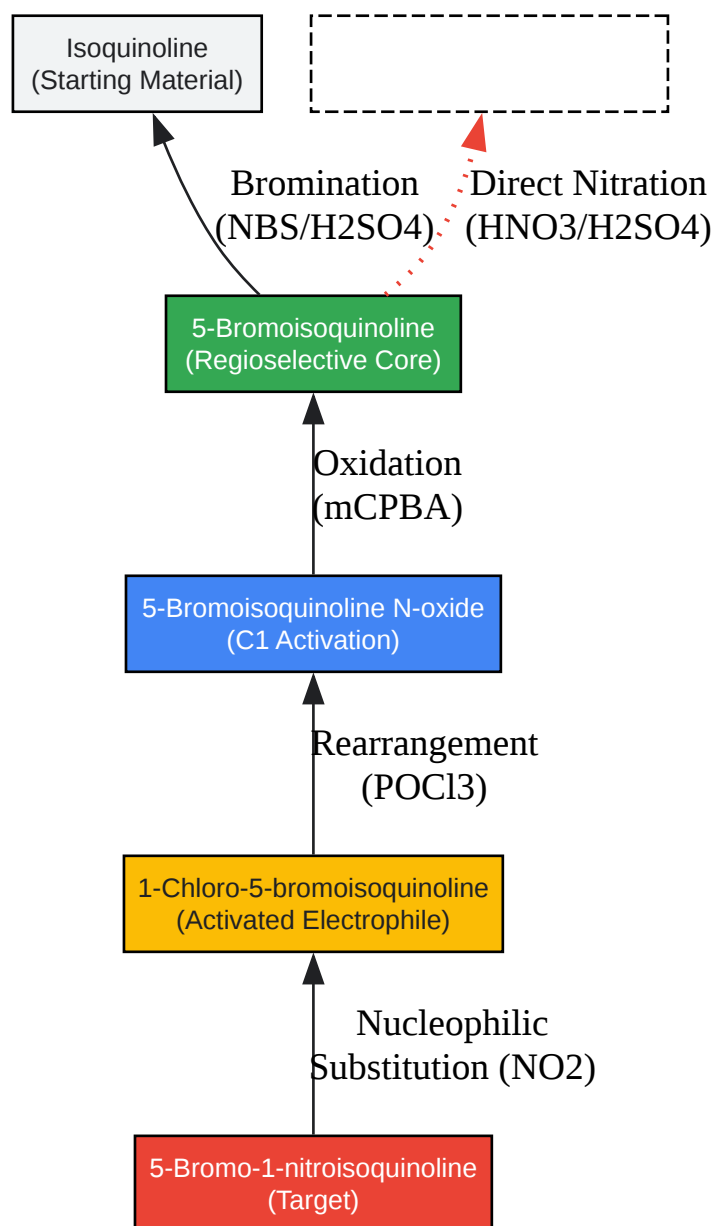 Isoquinoline
(Starting Material)
Bromination
(NBS/H2SO4)
Direct Nitration
(HNO3/H2SO4)
5-Bromoisoquinoline
(Regioselective Core)
Oxidation
(mCPBA)
5-Bromoisoquinoline N-oxide
(C1 Activation)
Rearrangement
(POCl3)
1-Chloro-5-bromoisoquinoline
(Activated Electrophile)
Nucleophilic
Substitution (NO2)
5-Bromo-1-nitroisoquinoline
(Target)